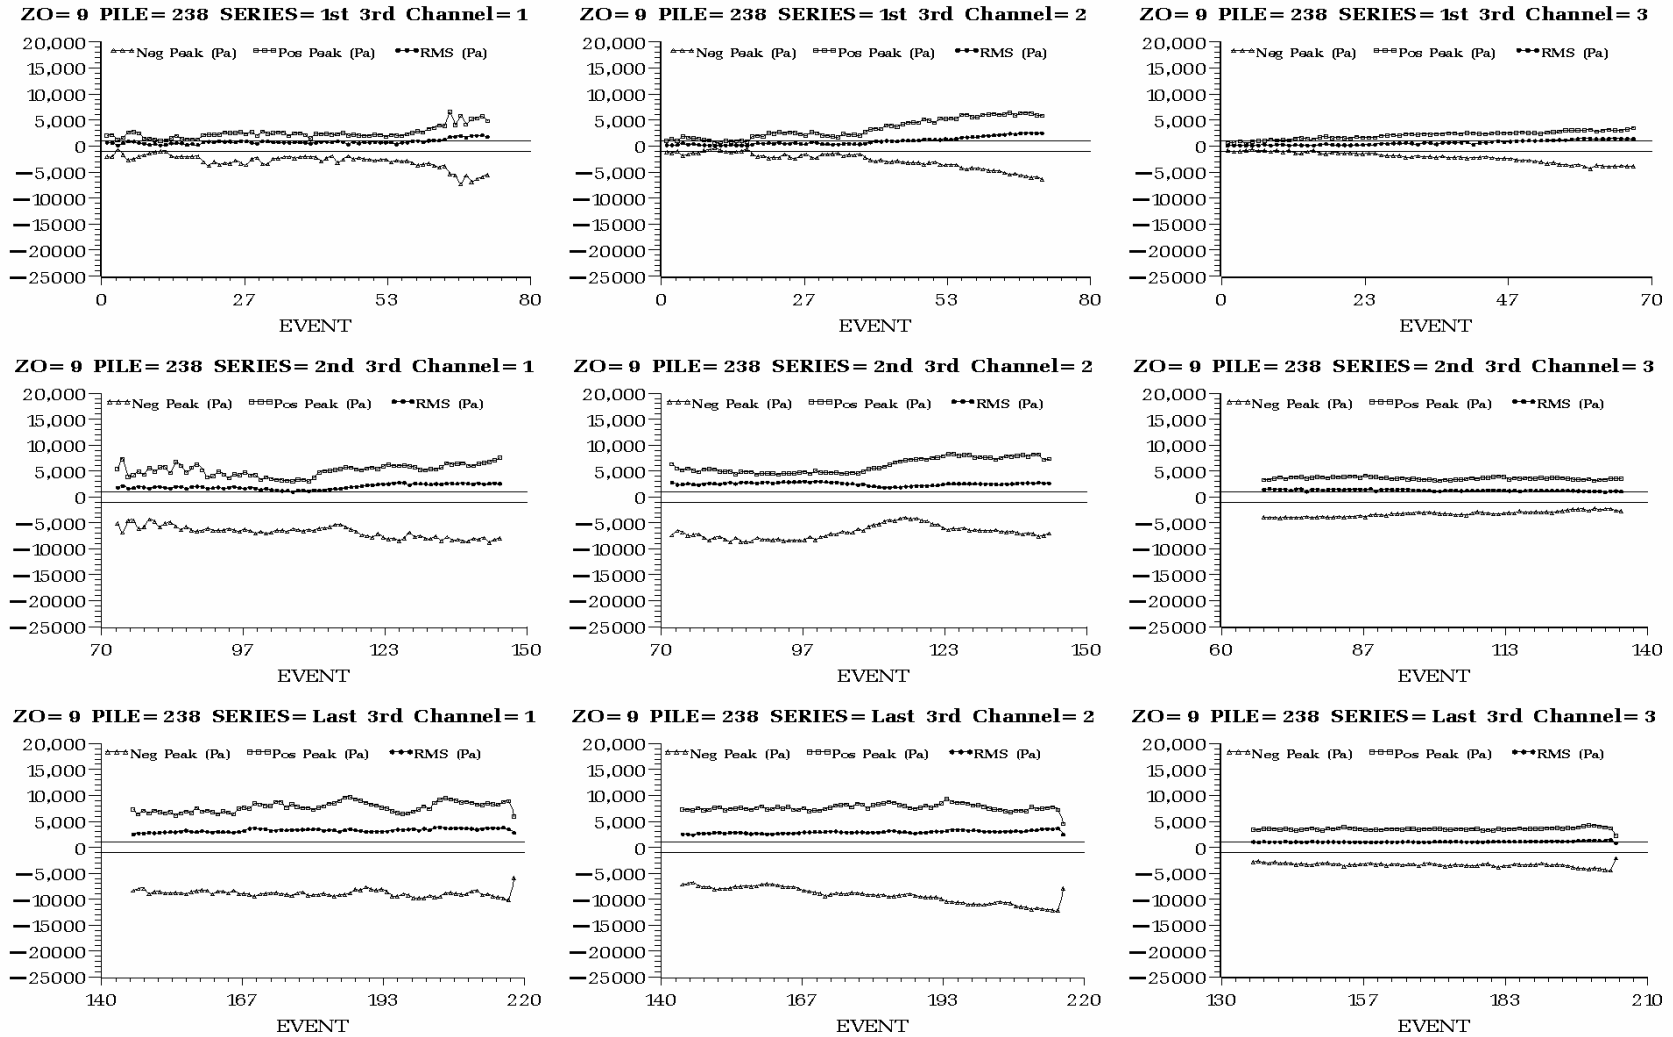 ZO= 9 PILE= 238 SERIES= 1st 3rd Channel= 1
20,000
Neg Peak (Pa) Pos Peak (Pa) RMS (Pa)
15,000
10,000
5,000
0
−5,000
−10000
−15000
−20000
−25000
0 27 53 80
EVENT
ZO= 9 PILE= 238 SERIES= 1st 3rd Channel= 2
20,000
Neg Peak (Pa) Pos Peak (Pa) RMS (Pa)
15,000
10,000
5,000
0
−5,000
−10000
−15000
−20000
−25000
0 27 53 80
EVENT
ZO= 9 PILE= 238 SERIES= 1st 3rd Channel= 3
20,000
Neg Peak (Pa) Pos Peak (Pa) RMS (Pa)
15,000
10,000
5,000
0
−5,000
−10000
−15000
−20000
−25000
0 23 47 70
EVENT
ZO= 9 PILE= 238 SERIES= 2nd 3rd Channel= 1
20,000
Neg Peak (Pa) Pos Peak (Pa) RMS (Pa)
15,000
10,000
5,000
0
−5,000
−10000
−15000
−20000
−25000
70 97 123 150
EVENT
ZO= 9 PILE= 238 SERIES= 2nd 3rd Channel= 2
20,000
Neg Peak (Pa) Pos Peak (Pa) RMS (Pa)
15,000
10,000
5,000
0
−5,000
−10000
−15000
−20000
−25000
70 97 123 150
EVENT
ZO= 9 PILE= 238 SERIES= 2nd 3rd Channel= 3
20,000
Neg Peak (Pa) Pos Peak (Pa) RMS (Pa)
15,000
10,000
5,000
0
−5,000
−10000
−15000
−20000
−25000
60 87 113 140
EVENT
ZO= 9 PILE= 238 SERIES= Last 3rd Channel= 1
20,000
Neg Peak (Pa) Pos Peak (Pa) RMS (Pa)
15,000
10,000
5,000
0
−5,000
−10000
−15000
−20000
−25000
140 167 193 220
EVENT
ZO= 9 PILE= 238 SERIES= Last 3rd Channel= 2
20,000
Neg Peak (Pa) Pos Peak (Pa) RMS (Pa)
15,000
10,000
5,000
0
−5,000
−10000
−15000
−20000
−25000
140 167 193 220
EVENT
ZO= 9 PILE= 238 SERIES= Last 3rd Channel= 3
20,000
Neg Peak (Pa) Pos Peak (Pa) RMS (Pa)
15,000
10,000
5,000
0
−5,000
−10000
−15000
−20000
−25000
130 157 183 210
EVENT